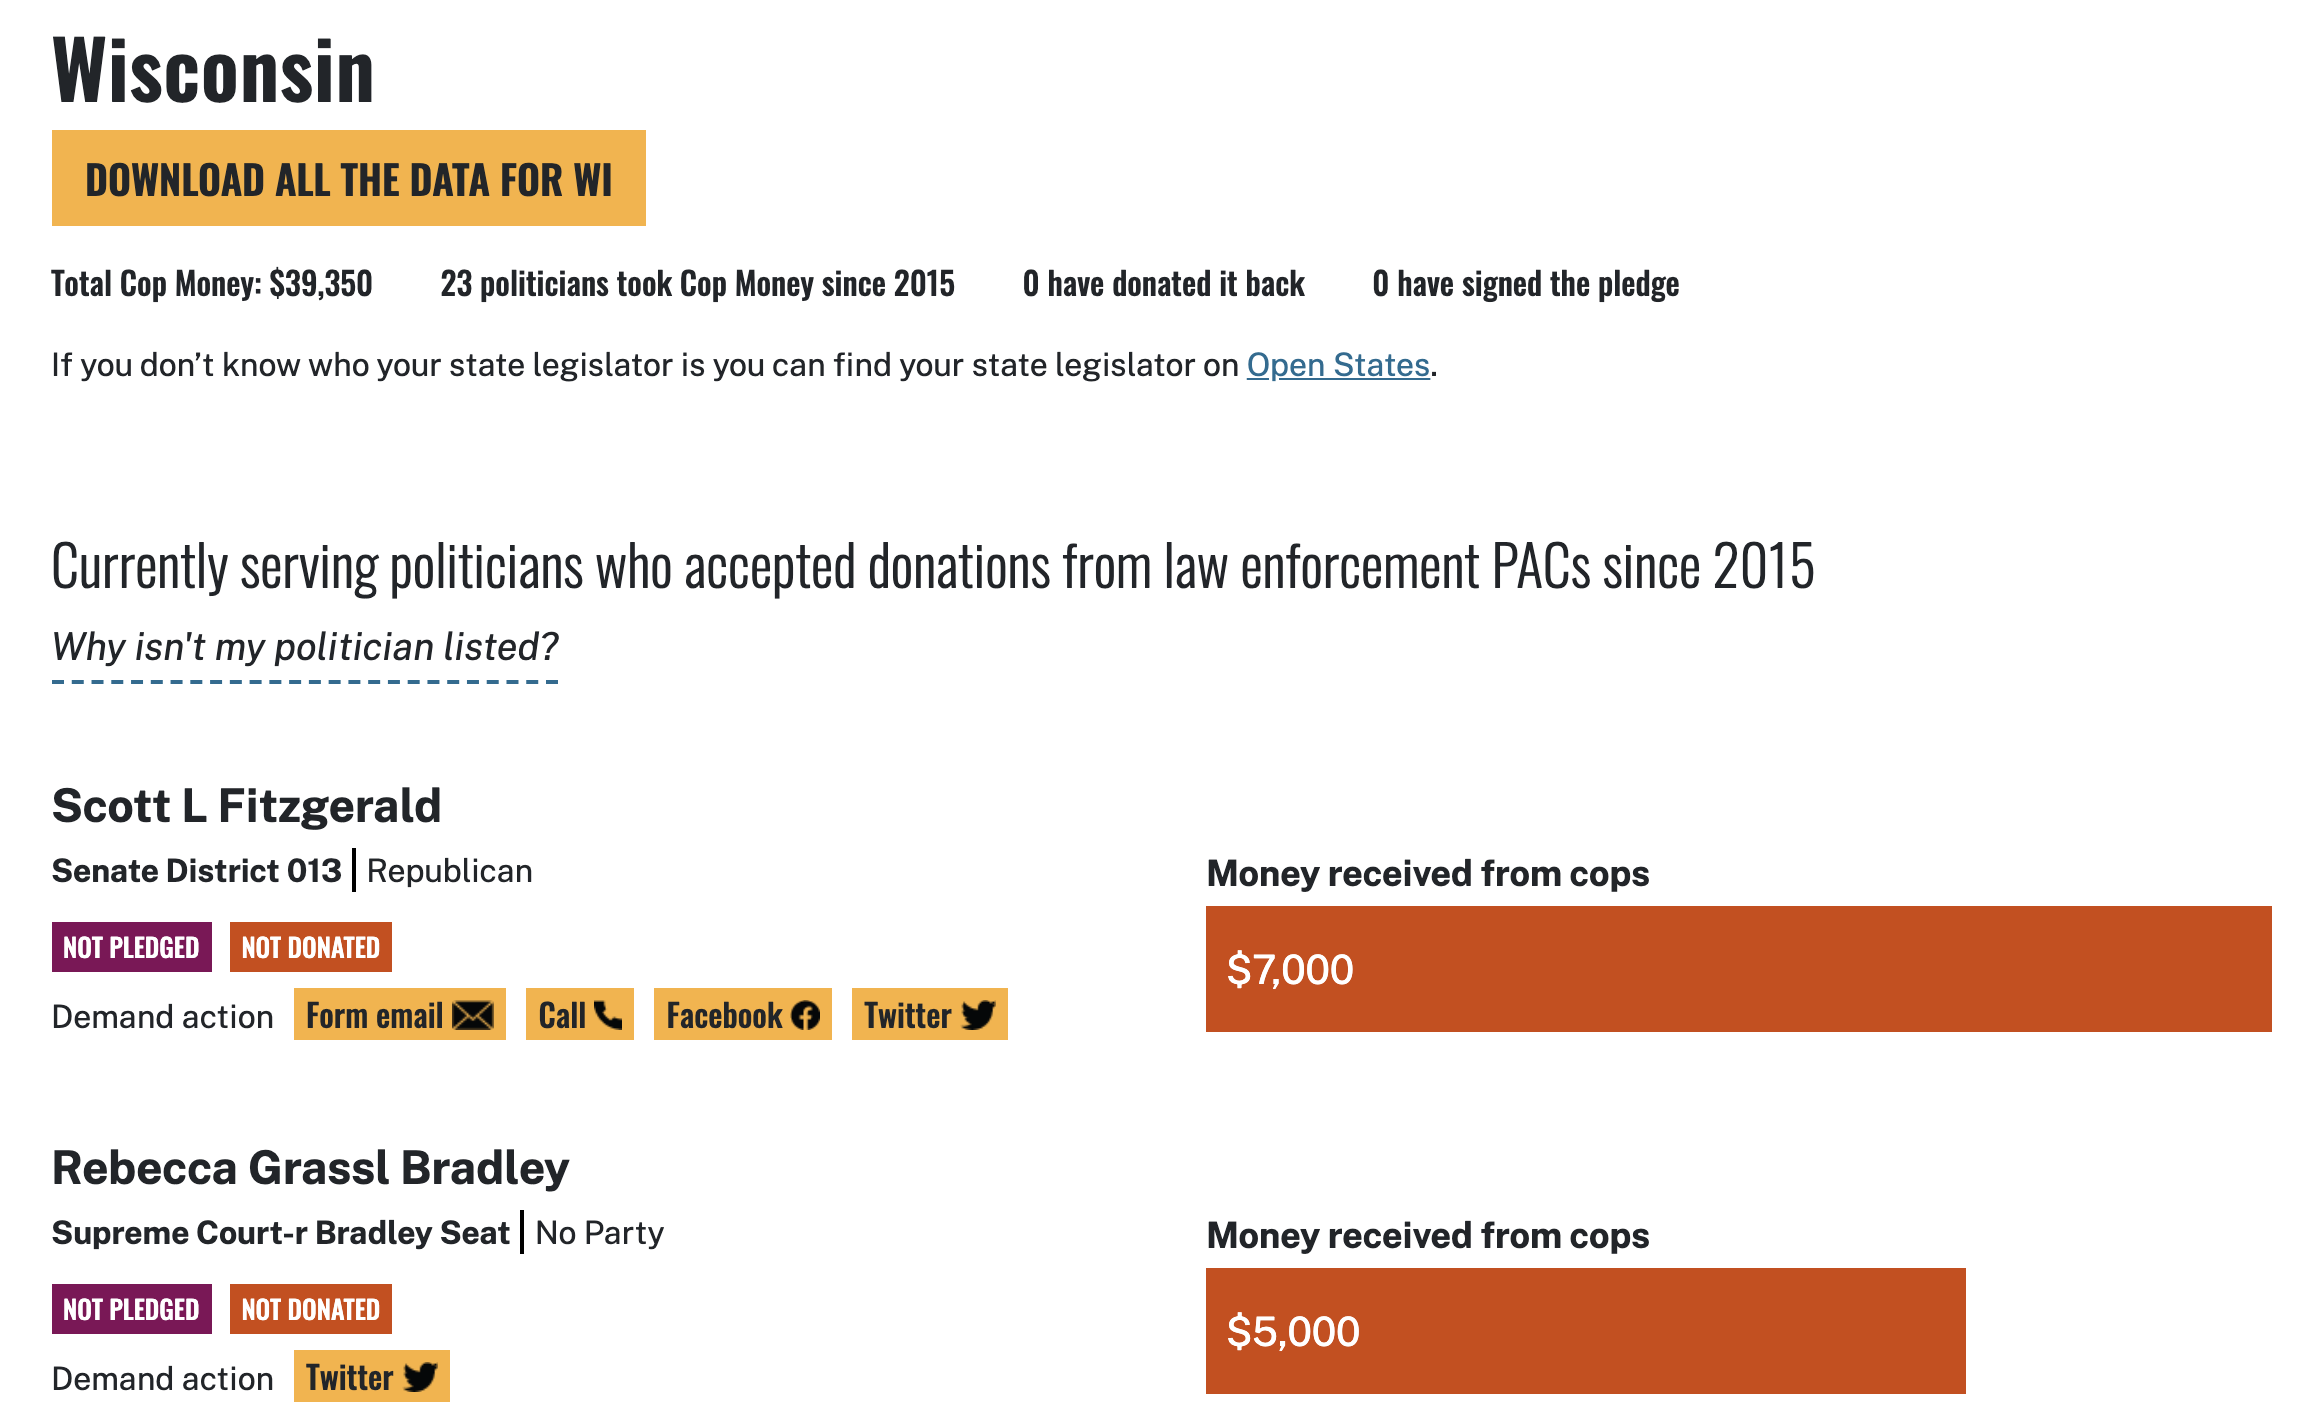 Wisconsin
DOWNLOAD ALL THE DATA FOR WI
Total Cop Money: $39,350 23 politicians took Cop Money since 2015 0 have donated it back 0 have signed the pledge
If you don’t know who your state legislator is you can find your state legislator on Open States.
Currently serving politicians who accepted donations from law enforcement PACs since 2015
Why isn't my politician listed?
Scott L Fitzgerald
Senate District 013 | Republican
NOT PLEDGED NOT DONATED
Demand action Form email Call Facebook Twitter
Money received from cops
$7,000
Rebecca Grassl Bradley
Supreme Court-r Bradley Seat | No Party
NOT PLEDGED NOT DONATED
Demand action Twitter
Money received from cops
$5,000